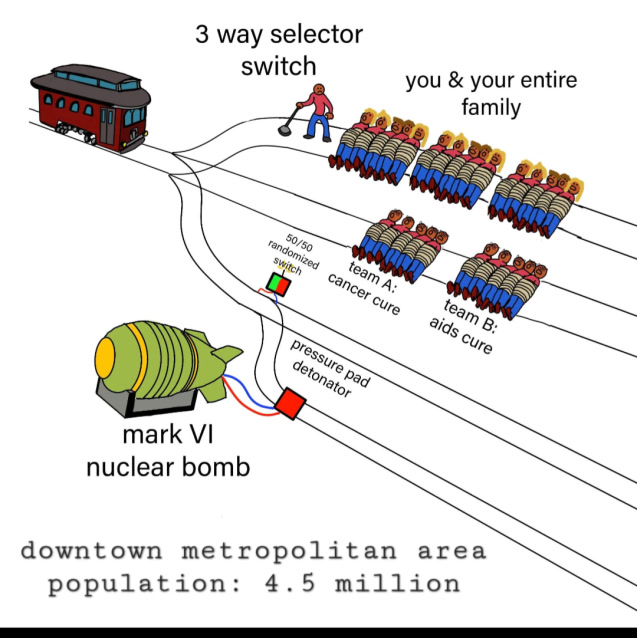 3 way selector
switch
you & your entire
family
50/50
randomized
switch
team A:
cancer cure
team B:
aids cure
pressure pad
detonator
mark VI
nuclear bomb
downtown metropolitan area
population: 4.5 million